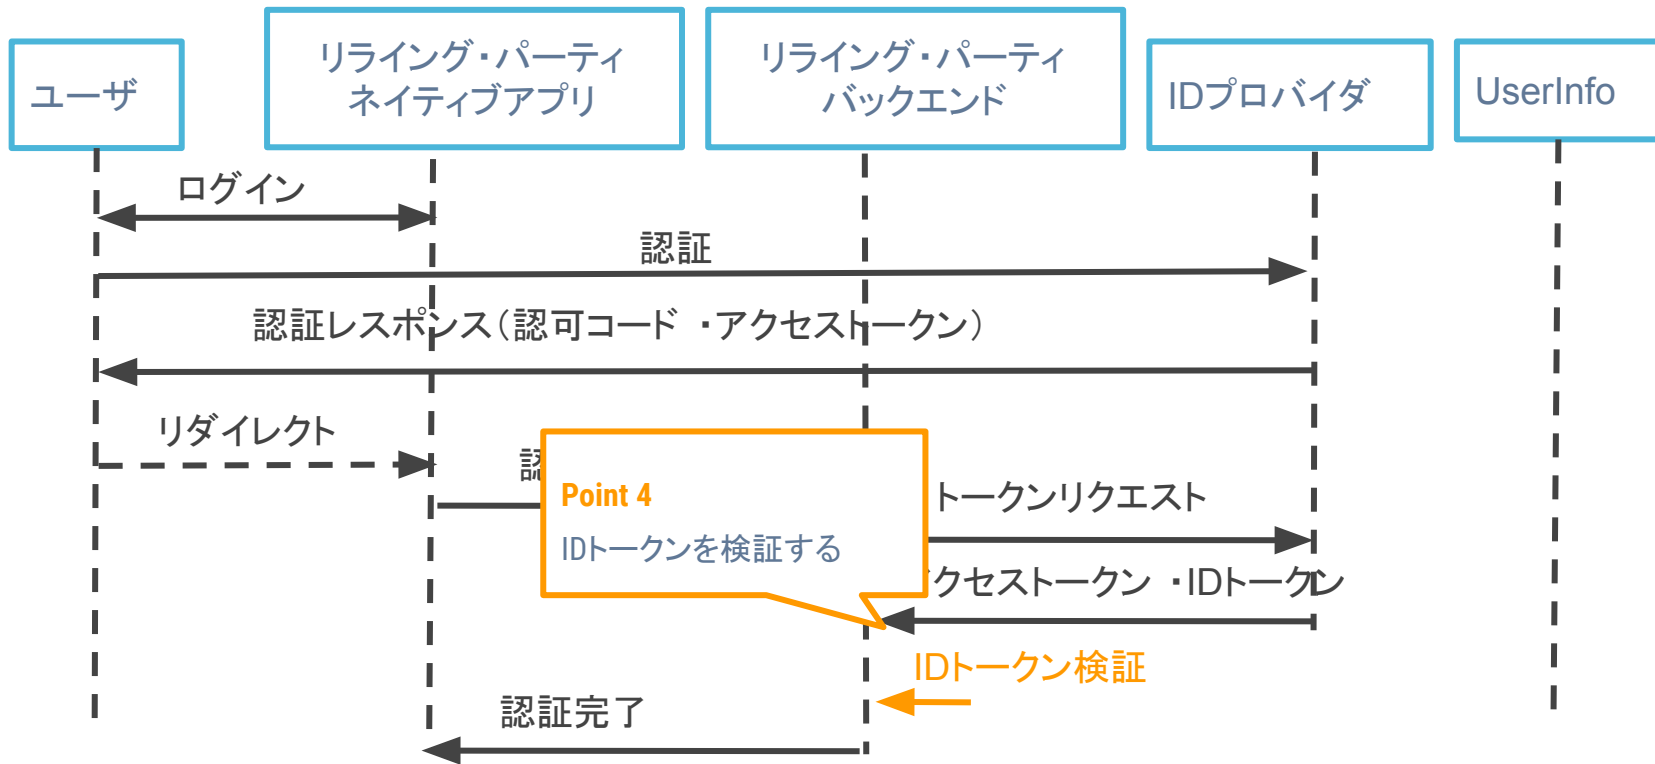 ユーザ
リライング・パーティ
ネイティブアプリ
リライング・パーティ
バックエンド
IDプロバイダ
UserInfo
ログイン
認証
認証レスポンス（認可コード ・アクセストークン）
リダイレクト
トークンリクエスト
Point 4
IDトークンを検証する
クセストークン ・IDトークン
IDトークン検証
認証完了